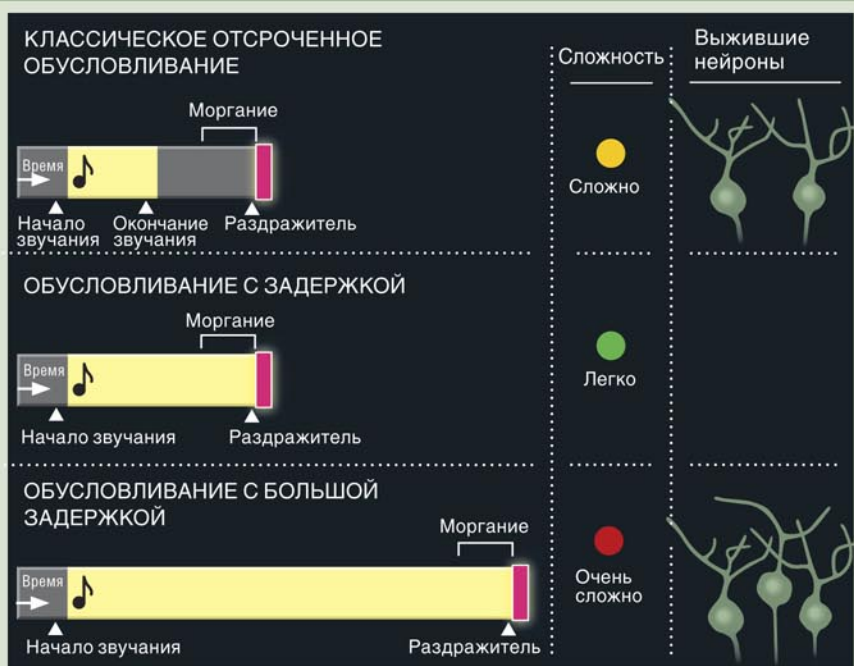 КЛАССИЧЕСКОЕ ОТСРОЧЕННОЕ
ОБУСЛОВЛИВАНИЕ
Сложность
Выжившие
нейроны
Моргание
Время
Начало
звучания
Окончание
звучания
Раздражитель
Сложно
ОБУСЛОВЛИВАНИЕ С ЗАДЕРЖКОЙ
Моргание
Время
Начало звучания
Раздражитель
Легко
ОБУСЛОВЛИВАНИЕ С БОЛЬШОЙ
ЗАДЕРЖКОЙ
Моргание
Время
Начало звучания
Раздражитель
Очень
сложно